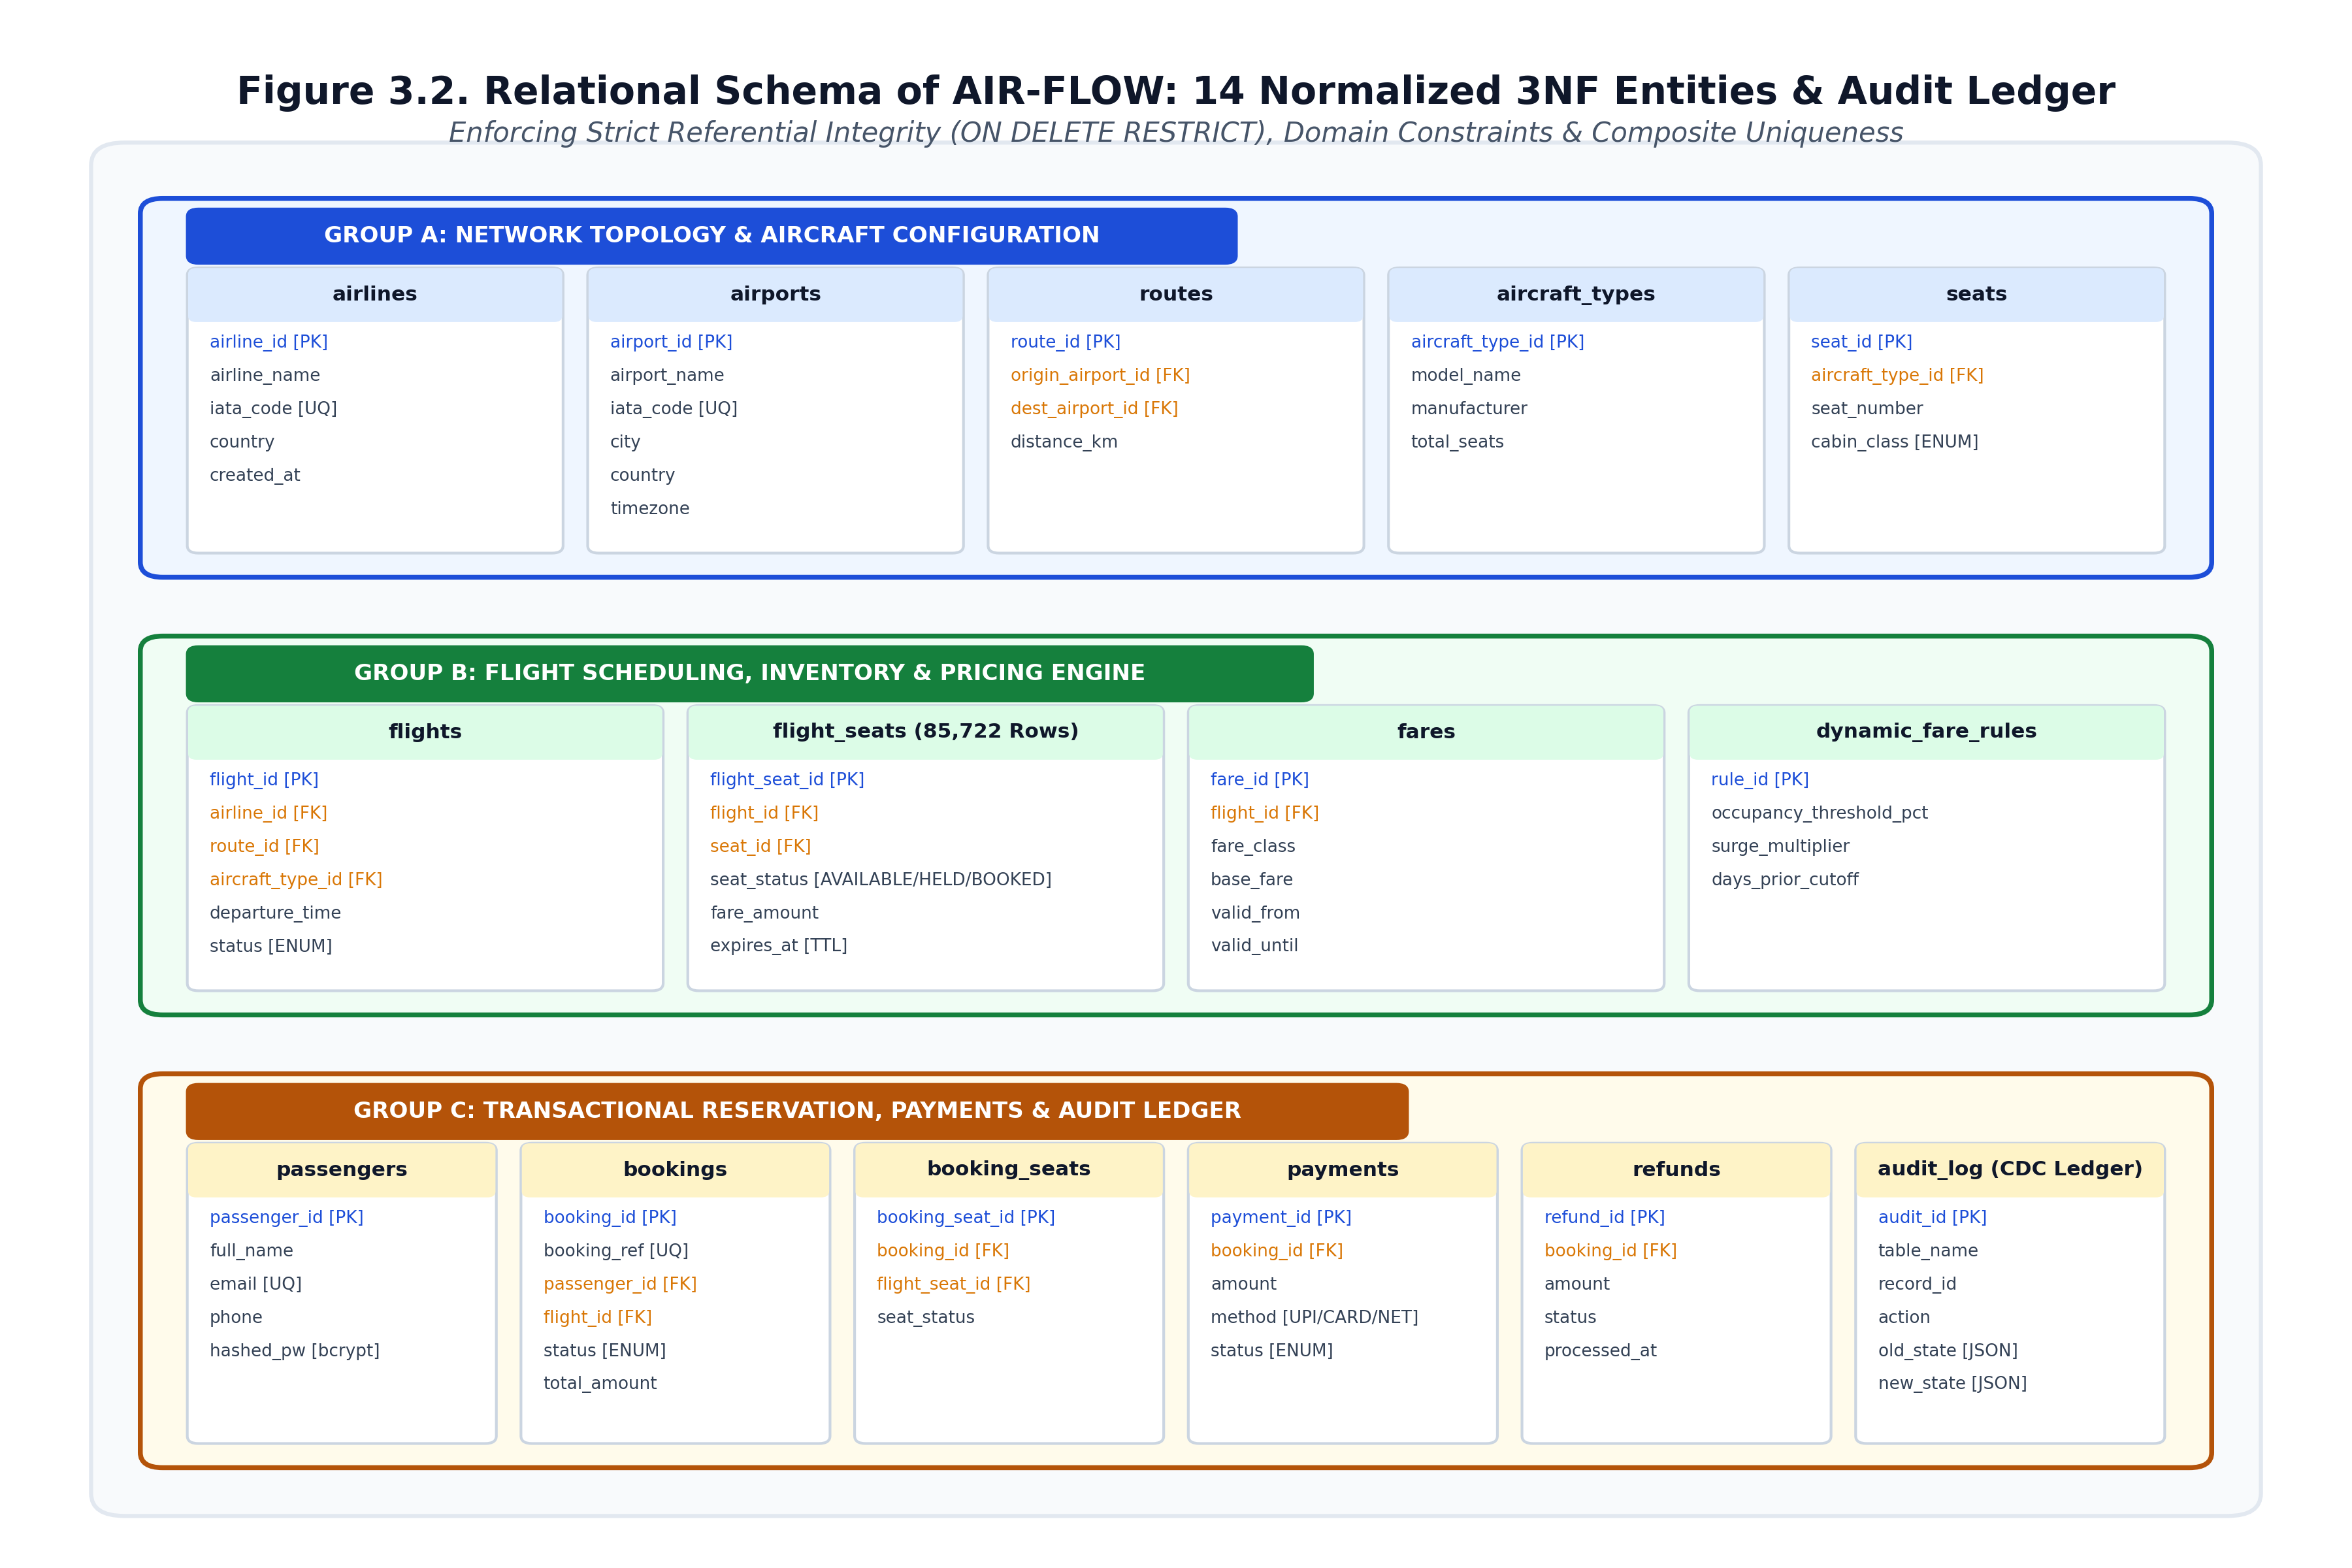 Figure 3.2. Relational Schema of AIR-FLOW: 14 Normalized 3NF Entities & Audit Ledger
Enforcing Strict Referential Integrity (ON DELETE RESTRICT), Domain Constraints & Composite Uniqueness
GROUP A: NETWORK TOPOLOGY & AIRCRAFT CONFIGURATION
airlines
airline_id [PK]
airline_name
iata_code [UQ]
country
created_at
airports
airport_id [PK]
airport_name
iata_code [UQ]
city
country
timezone
routes
route_id [PK]
origin_airport_id [FK]
dest_airport_id [FK]
distance_km
aircraft_types
aircraft_type_id [PK]
model_name
manufacturer
total_seats
seats
seat_id [PK]
aircraft_type_id [FK]
seat_number
cabin_class [ENUM]
GROUP B: FLIGHT SCHEDULING, INVENTORY & PRICING ENGINE
flights
flight_id [PK]
airline_id [FK]
route_id [FK]
aircraft_type_id [FK]
departure_time
status [ENUM]
flight_seats (85,722 Rows)
flight_seat_id [PK]
flight_id [FK]
seat_id [FK]
seat_status [AVAILABLE/HELD/BOOKED]
fare_amount
expires_at [TTL]
fares
fare_id [PK]
flight_id [FK]
fare_class
base_fare
valid_from
valid_until
dynamic_fare_rules
rule_id [PK]
occupancy_threshold_pct
surge_multiplier
days_prior_cutoff
GROUP C: TRANSACTIONAL RESERVATION, PAYMENTS & AUDIT LEDGER
passengers
passenger_id [PK]
full_name
email [UQ]
phone
hashed_pw [bcrypt]
bookings
booking_id [PK]
booking_ref [UQ]
passenger_id [FK]
flight_id [FK]
status [ENUM]
total_amount
booking_seats
booking_seat_id [PK]
booking_id [FK]
flight_seat_id [FK]
seat_status
payments
payment_id [PK]
booking_id [FK]
amount
method [UPI/CARD/NET]
status [ENUM]
refunds
refund_id [PK]
booking_id [FK]
amount
status
processed_at
audit_log (CDC Ledger)
audit_id [PK]
table_name
record_id
action
old_state [JSON]
new_state [JSON]